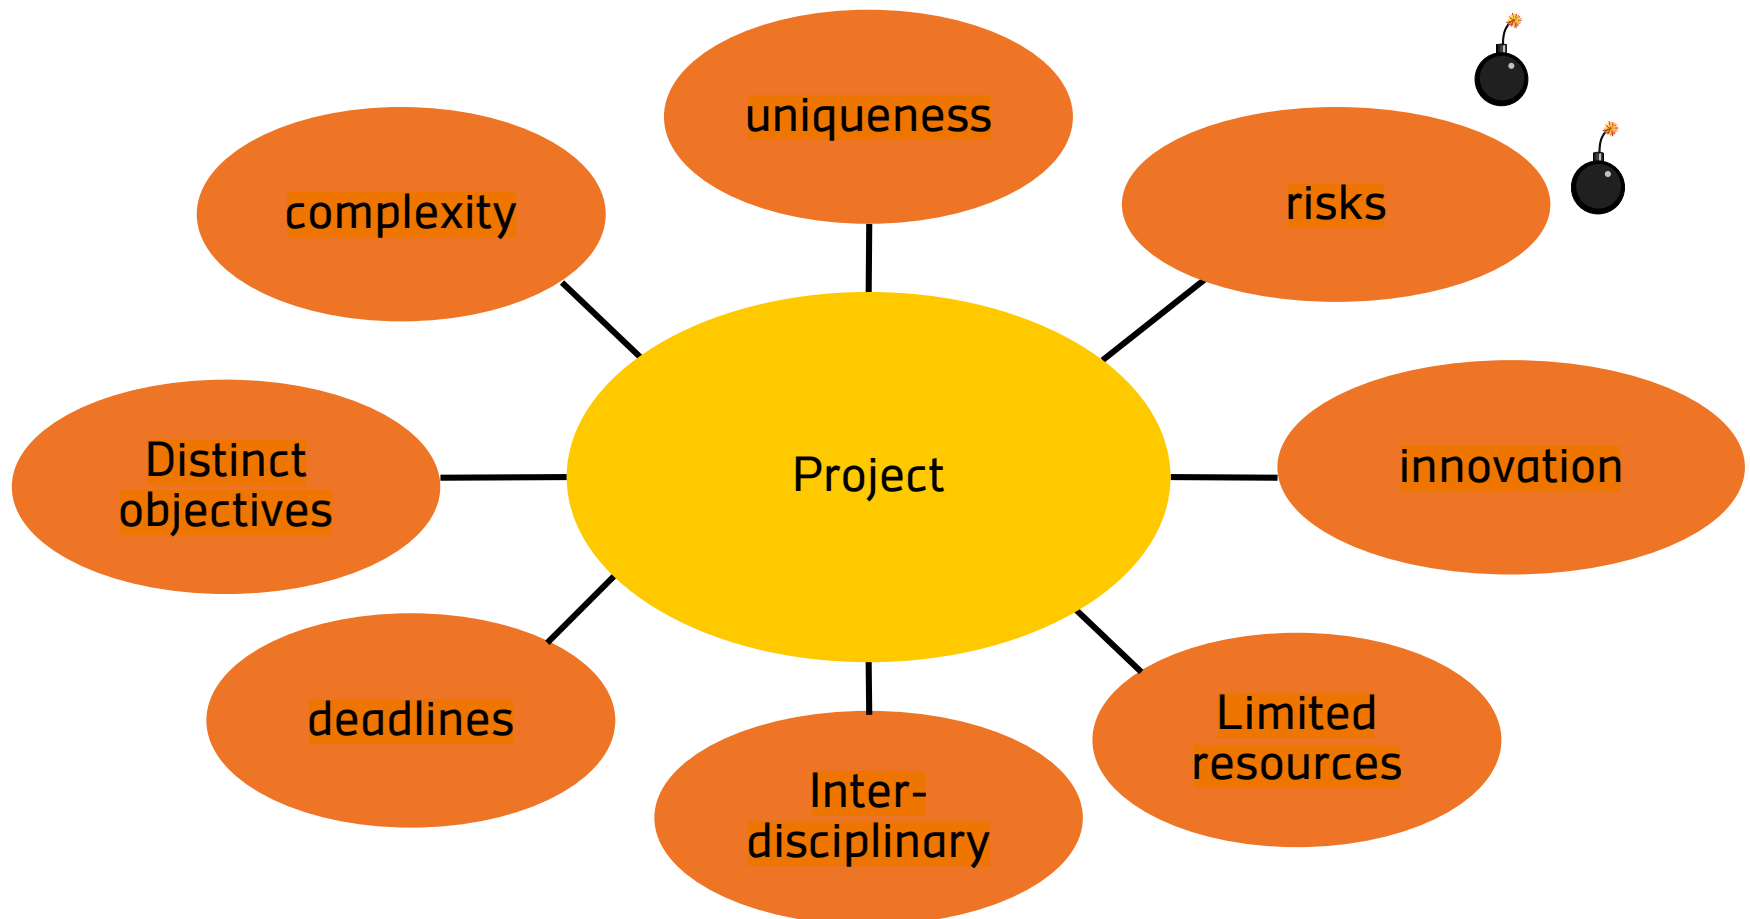 uniqueness
complexity
risks
Distinct
objectives
Project
innovation
deadlines
Limited
resources
Inter-
disciplinary